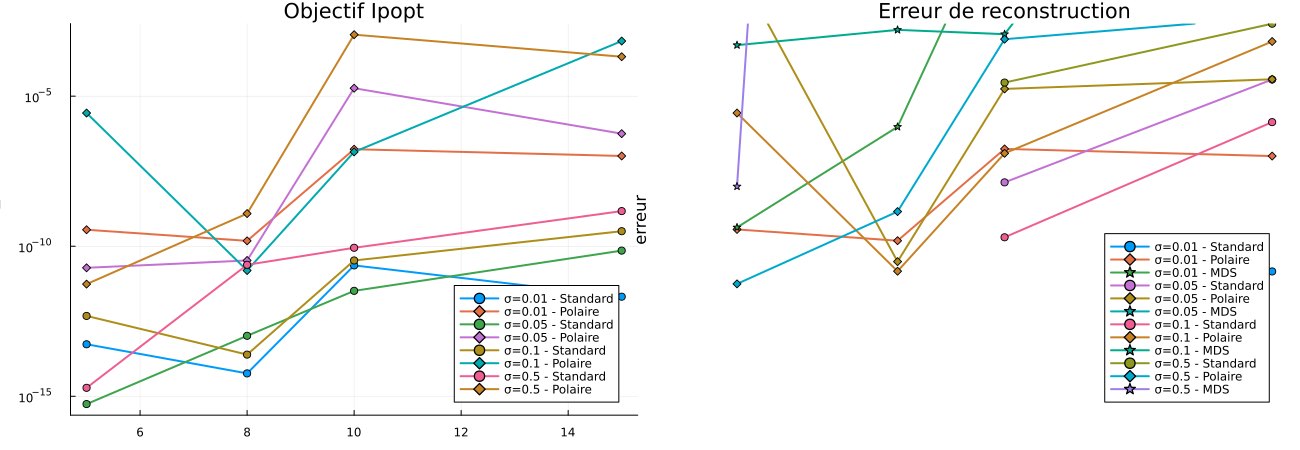 Objectif Ipopt
10⁻⁵
10⁻¹⁰
10⁻¹⁵
6
8
10
12
14
σ=0.01 - Standard
σ=0.01 - Polaire
σ=0.05 - Standard
σ=0.05 - Polaire
σ=0.1 - Standard
σ=0.1 - Polaire
σ=0.5 - Standard
σ=0.5 - Polaire
Erreur de reconstruction
erreur
σ=0.01 - Standard
σ=0.01 - Polaire
σ=0.01 - MDS
σ=0.05 - Standard
σ=0.05 - Polaire
σ=0.05 - MDS
σ=0.1 - Standard
σ=0.1 - Polaire
σ=0.1 - MDS
σ=0.5 - Standard
σ=0.5 - Polaire
σ=0.5 - MDS